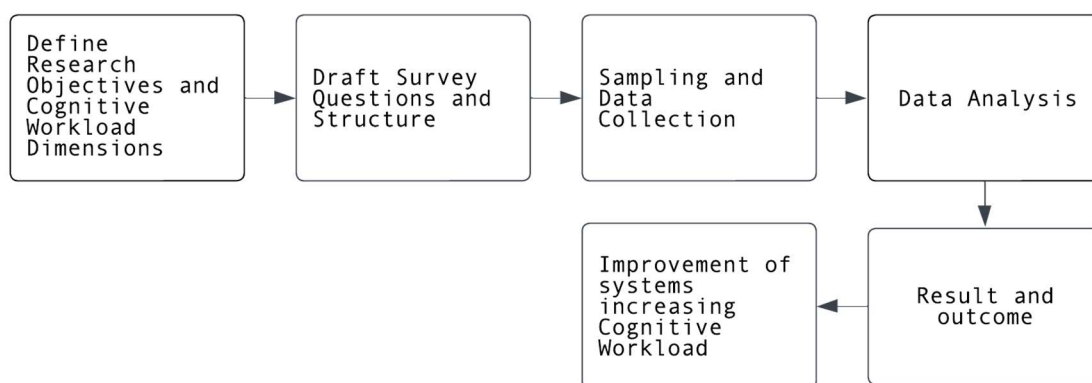 Define
Research
Objectives and
Cognitive
Workload
Dimensions
Draft Survey
Questions and
Structure
Sampling and
Data
Collection
Data Analysis
Result and
outcome
Improvement of
systems
increasing
Cognitive
Workload